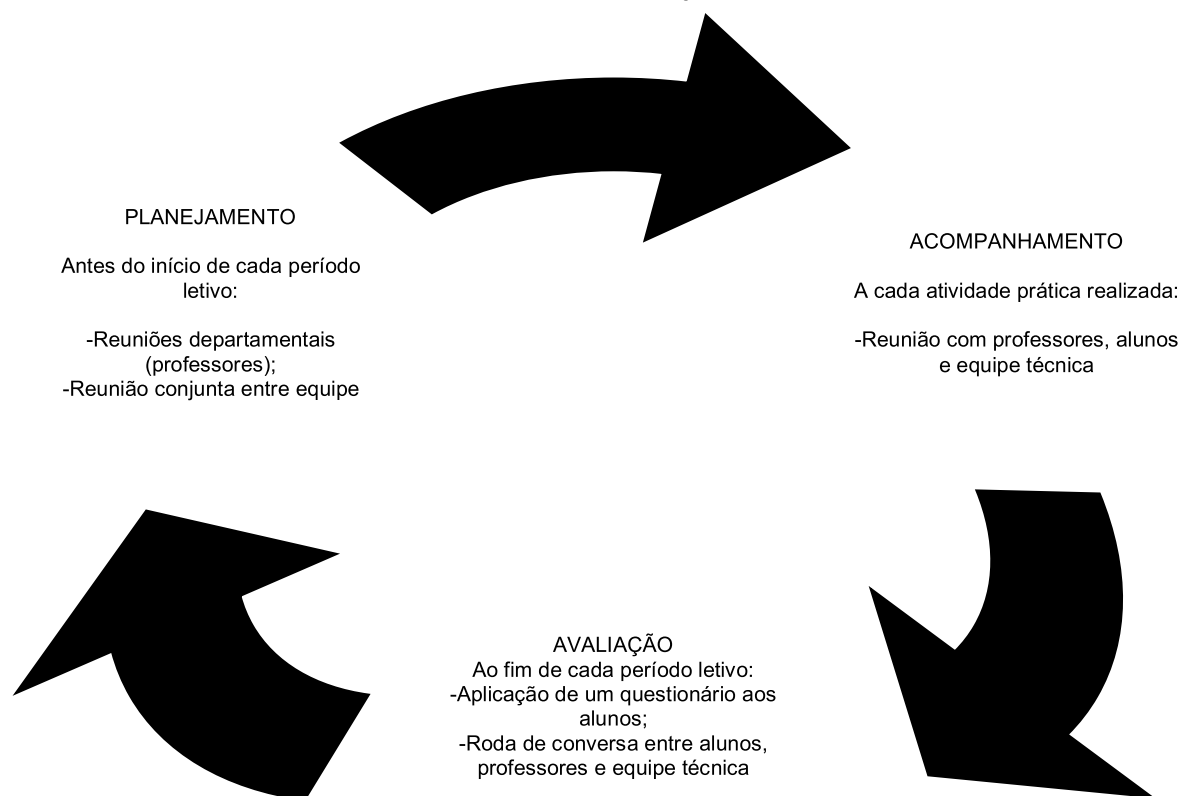 PLANEJAMENTO
Antes do início de cada período
letivo:
-Reuniões departamentais
(professores);
-Reunião conjunta entre equipe
ACOMPANHAMENTO
A cada atividade prática realizada:
-Reunião com professores, alunos
e equipe técnica
AVALIAÇÃO
Ao fim de cada período letivo:
-Aplicação de um questionário aos
alunos;
-Roda de conversa entre alunos,
professores e equipe técnica